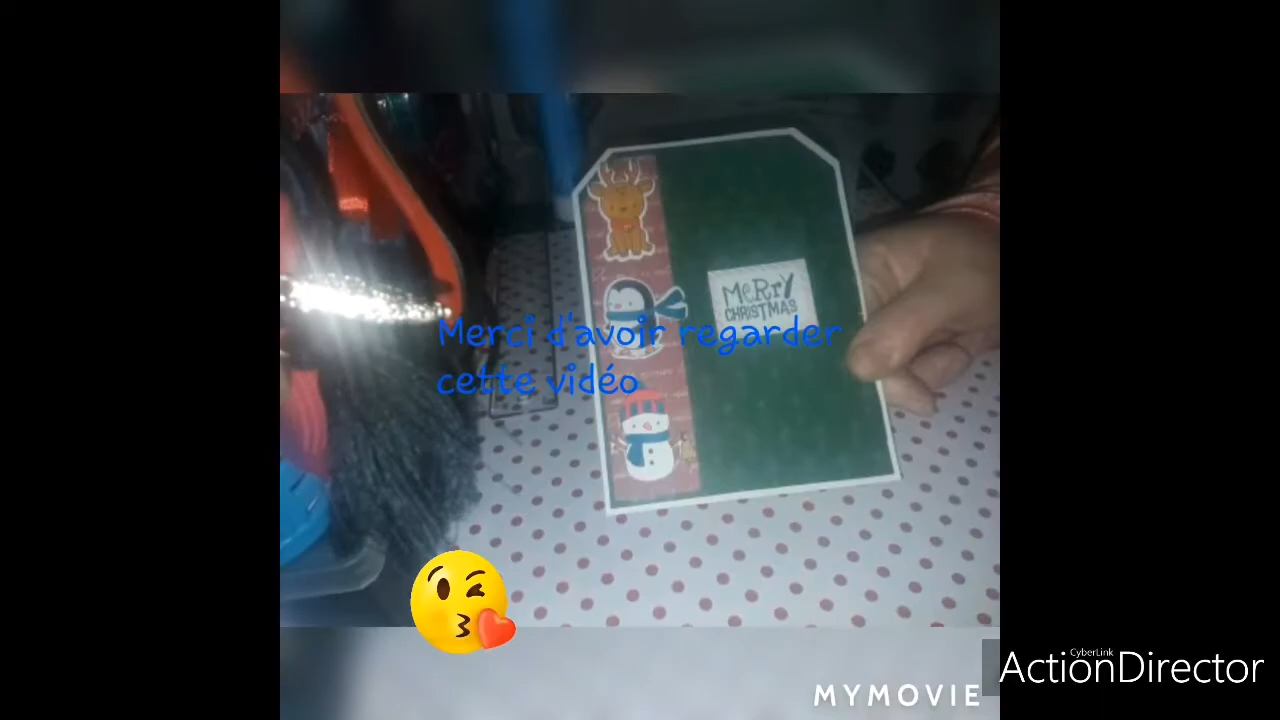 MERRY
CHRISTMAS
Merci d'avoir regarder
cette vidéo
CyberLink
ActionDirector
MYMOVIE